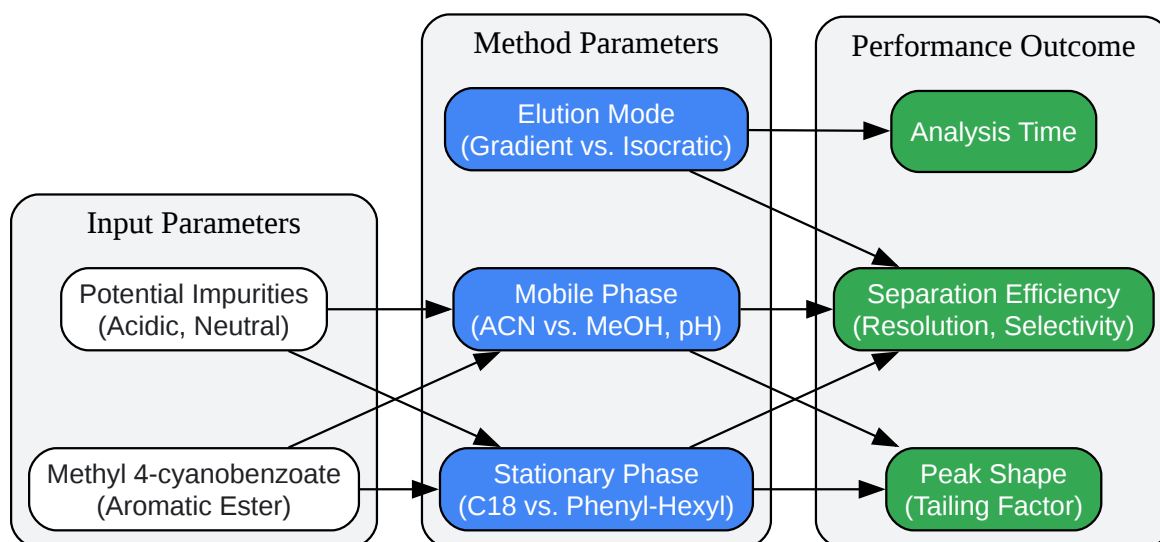 Input Parameters
Potential Impurities
(Acidic, Neutral)
Methyl 4-cyanobenzoate
(Aromatic Ester)
Method Parameters
Elution Mode
(Gradient vs. Isocratic)
Mobile Phase
(ACN vs. MeOH, pH)
Stationary Phase
(C18 vs. Phenyl-Hexyl)
Performance Outcome
Analysis Time
Separation Efficiency
(Resolution, Selectivity)
Peak Shape
(Tailing Factor)